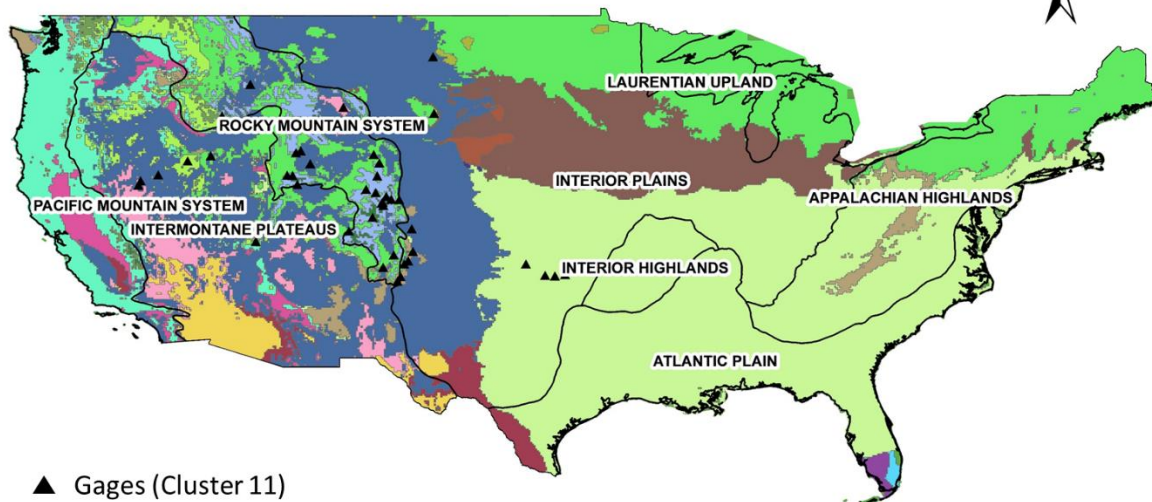 LAURENTIAN UPLAND
ROCKY MOUNTAIN SYSTEM
INTERIOR PLAINS
APPALACHIAN HIGHLANDS
PACIFIC MOUNTAIN SYSTEM
INTERMONTANE PLATEAUS
INTERIOR HIGHLANDS
ATLANTIC PLAIN
Gages (Cluster 11)